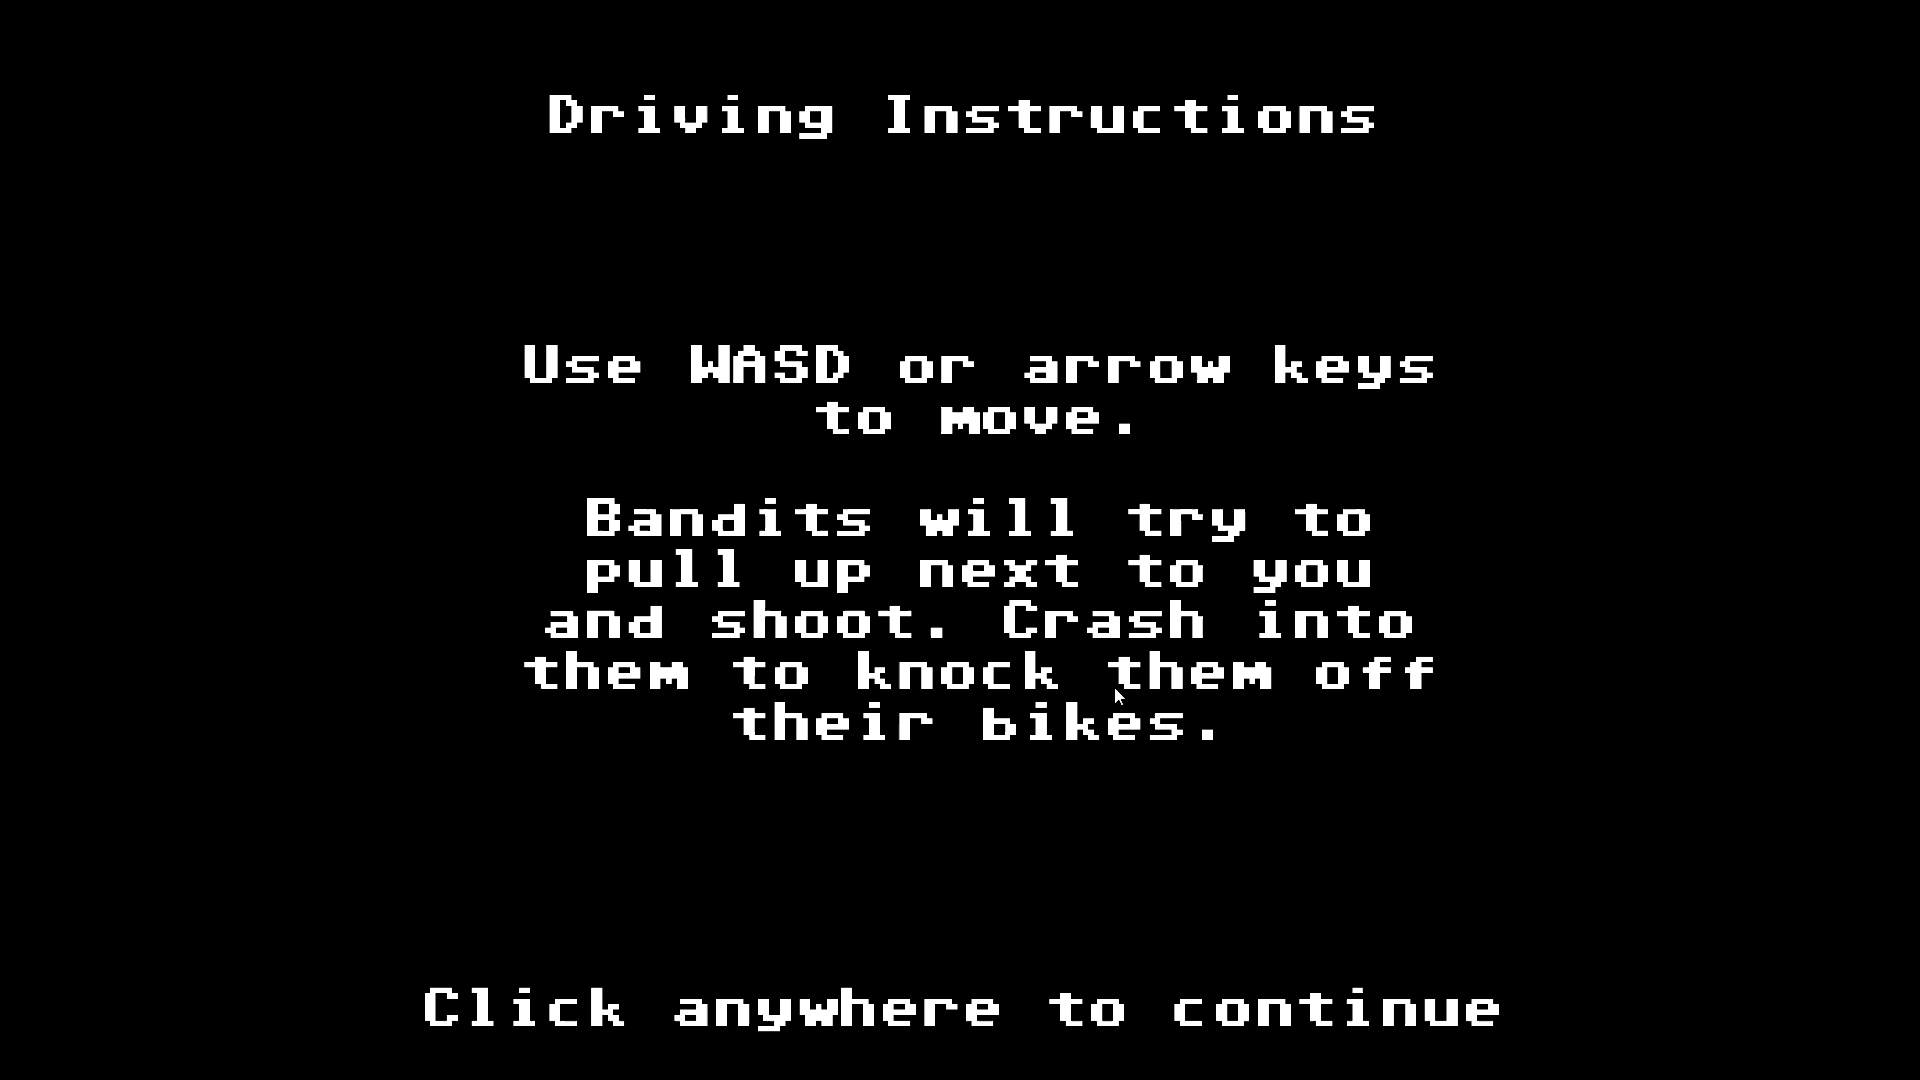 Driving Instructions
Use WASD or arrow keys
to move.
Bandits will try to
pull up next to you
and shoot. Crash into
them to knock them off
their bikes.
Click anywhere to continue